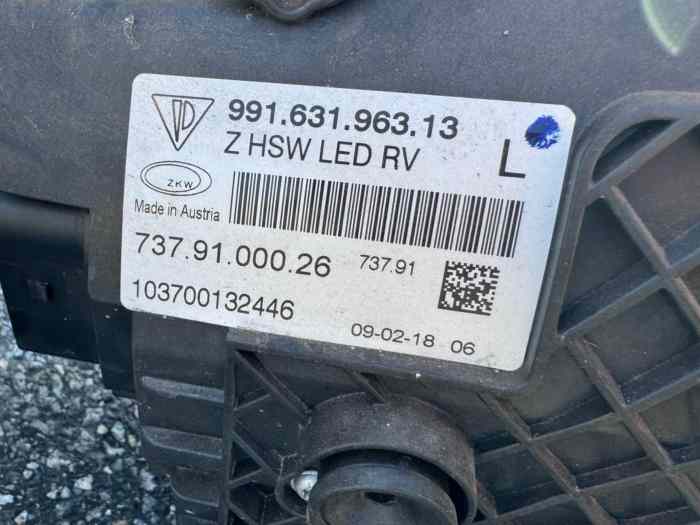 991.631.963.13
Z HSW LED RV
L
ZKW
Made in Austria
737.91.000.26
737.91
103700132446
09-02-18 06